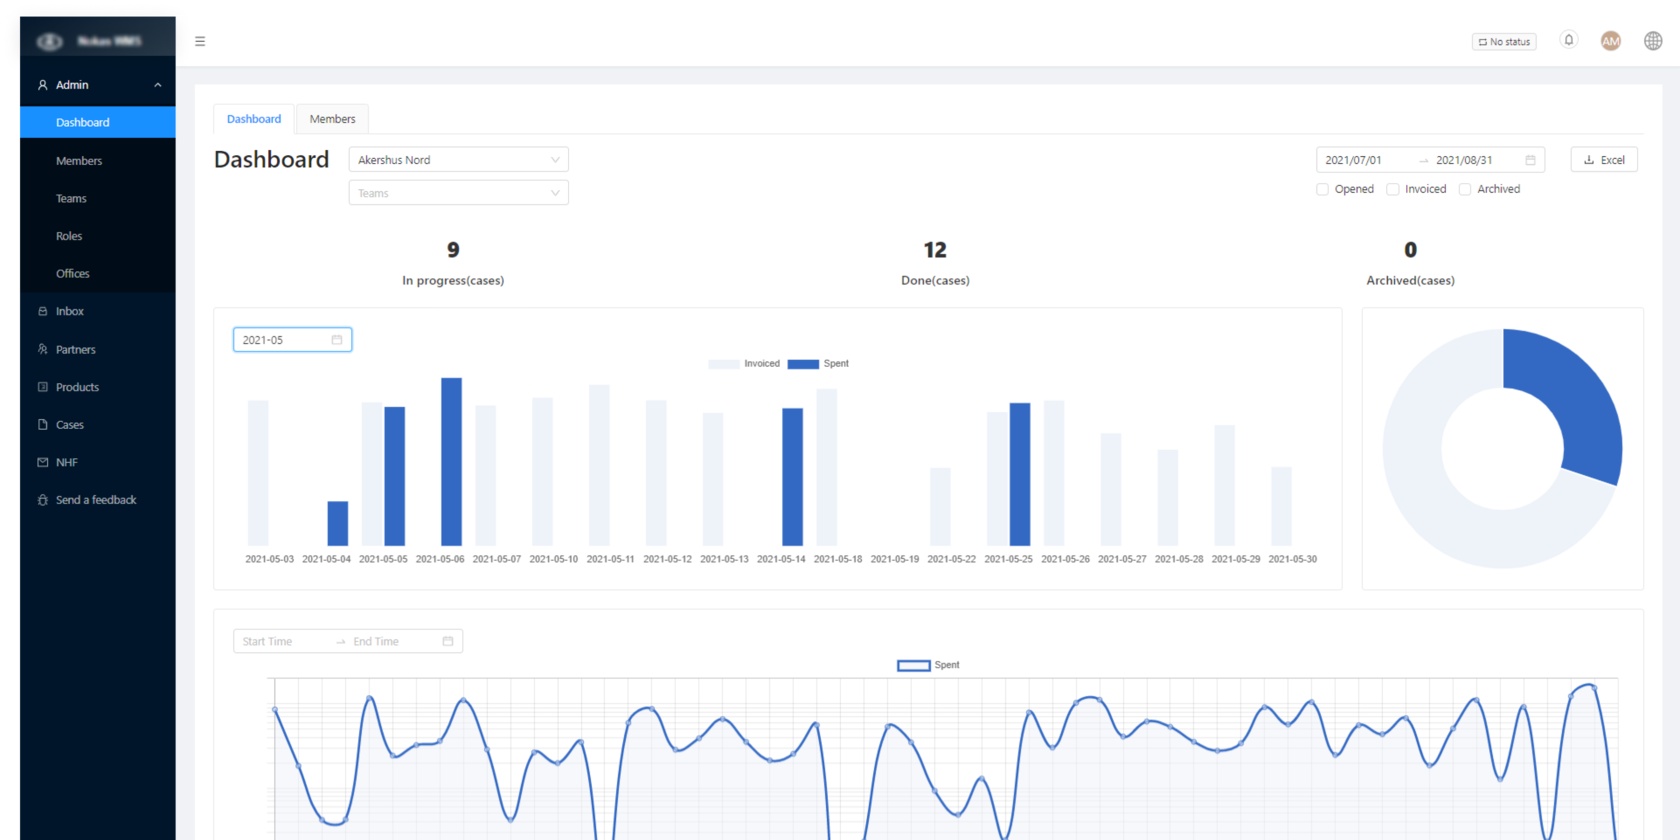 No status
AM
Admin
Dashboard
Members
Teams
Roles
Offices
Inbox
Partners
Products
Cases
NHF
Send a feedback
Dashboard
Members
Dashboard
Akershus Nord
Teams
2021/07/01
2021/08/31
Excel
Opened
Invoiced
Archived
9
In progress(cases)
12
Done(cases)
0
Archived(cases)
2021-05
Invoiced
Spent
2021-05-03
2021-05-04
2021-05-05
2021-05-06
2021-05-07
2021-05-10
2021-05-11
2021-05-12
2021-05-13
2021-05-14
2021-05-18
2021-05-19
2021-05-22
2021-05-25
2021-05-26
2021-05-27
2021-05-28
2021-05-29
2021-05-30
Start Time
End Time
Spent